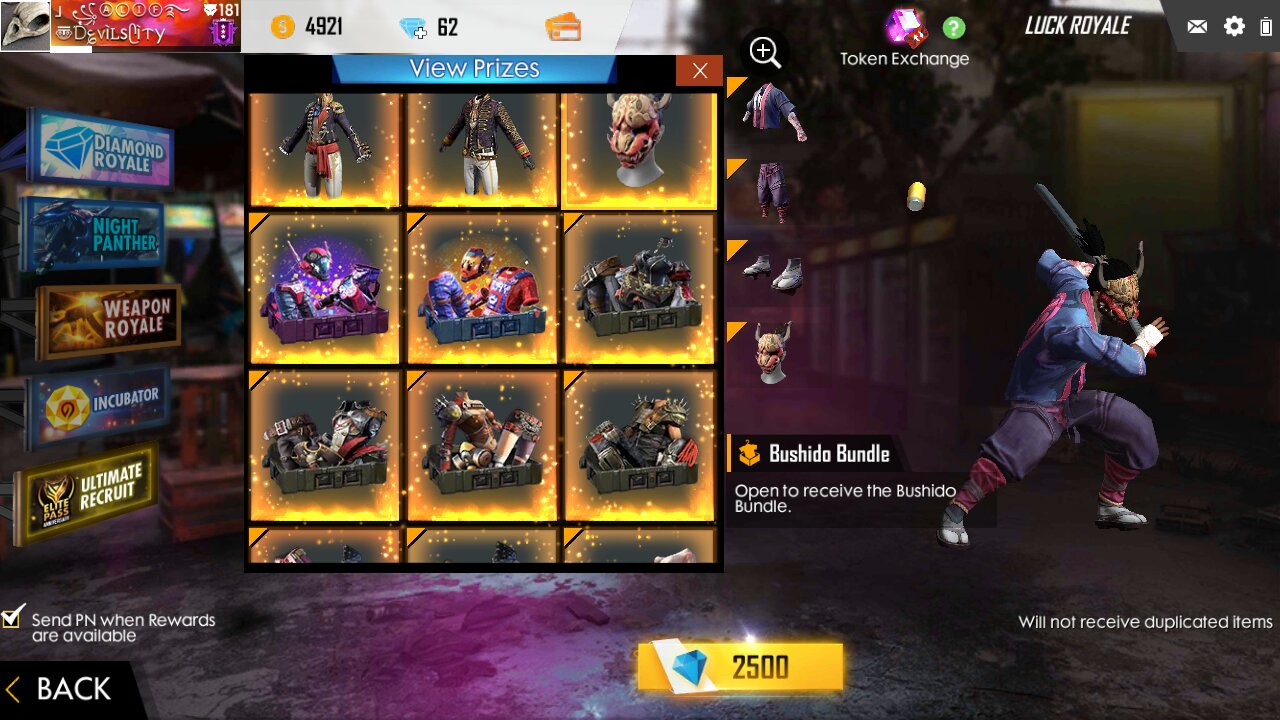 181
DEvilsCity
4921
62
Token Exchange
?
LUCK ROYALE
View Prizes
DIAMOND
ROYALE
NIGHT
PANTHER
WEAPON
ROYALE
INCUBATOR
ELITE
PASS
ANNIVERSARY
ULTIMATE
RECRUIT
Bushido Bundle
Open to receive the Bushido
Bundle.
Send PN when Rewards
are available
Will not receive duplicated items
2500
BACK